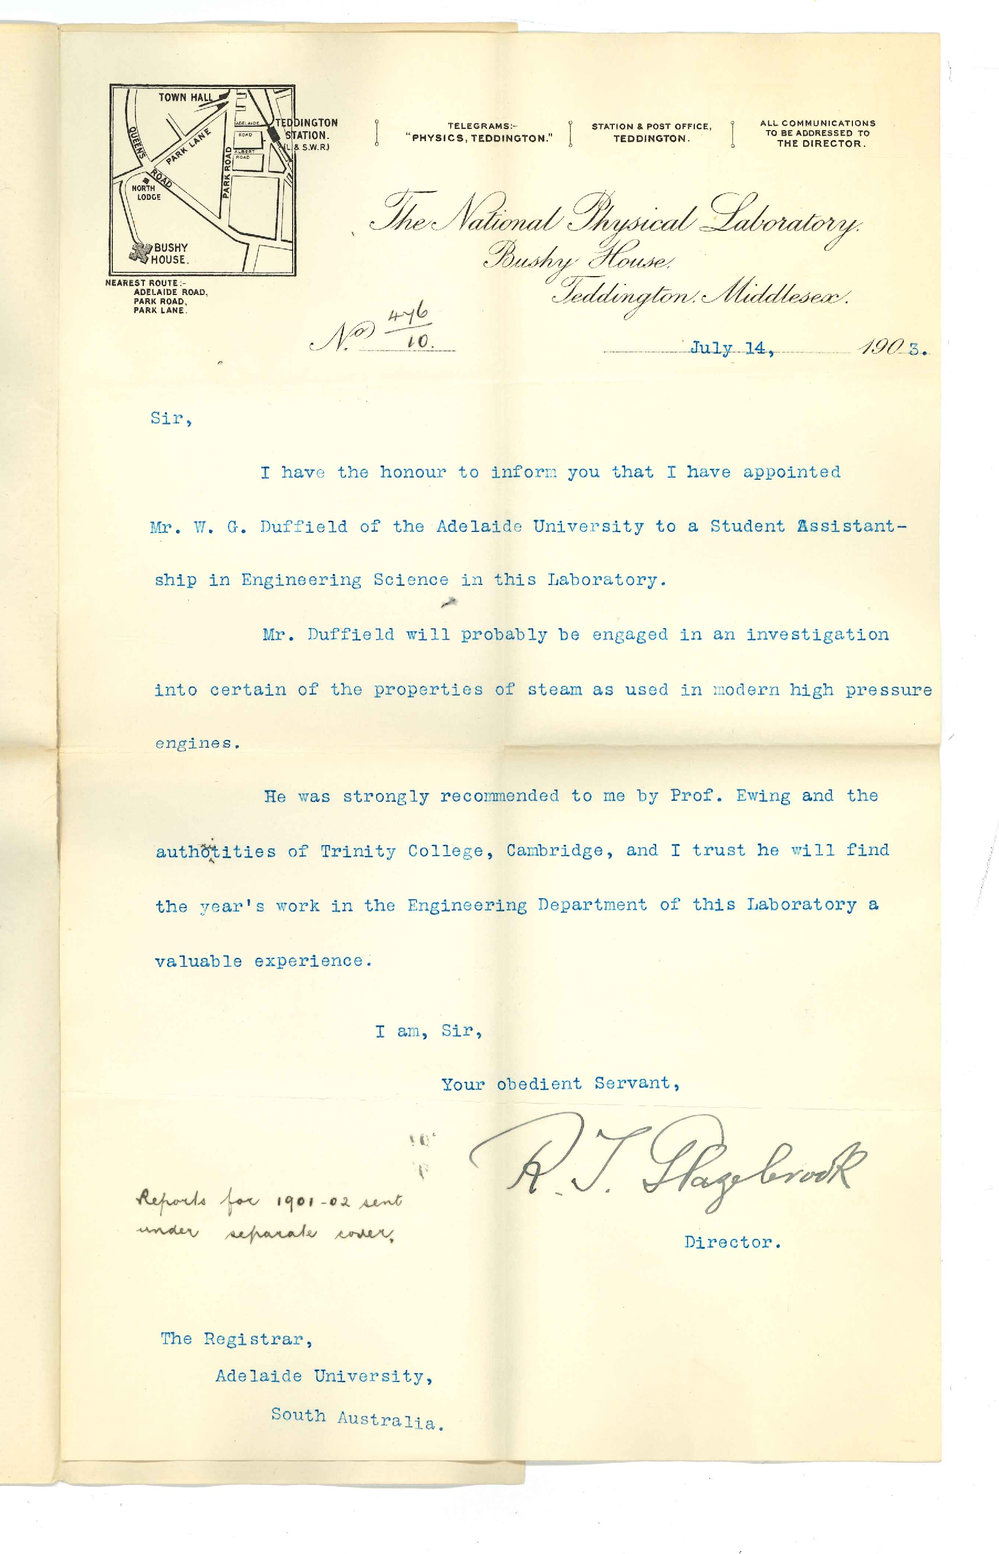 TOWN HALL
QUEENS
ROAD
PARK LANE
PARK ROAD
ADELAIDE
ROAD
ALBERT
ROAD
TEDDINGTON
STATION.
(L & S.W.R.)
NORTH
LODGE
BUSHY
HOUSE.
NEAREST ROUTE:-
ADELAIDE ROAD,
PARK ROAD,
PARK LANE.
TELEGRAMS:-
"PHYSICS, TEDDINGTON."
STATION & POST OFFICE,
TEDDINGTON.
ALL COMMUNICATIONS
TO BE ADDRESSED TO
THE DIRECTOR.
The National Physical Laboratory.
Bushy House.
Teddington. Middlesex.
No 476/10.
July 14, 1903.
Sir,
I have the honour to inform you that I have appointed
Mr. W. G. Duffield of the Adelaide University to a Student Assistant-
ship in Engineering Science in this Laboratory.
Mr. Duffield will probably be engaged in an investigation
into certain of the properties of steam as used in modern high pressure
engines.
He was strongly recommended to me by Prof. Ewing and the
authotities of Trinity College, Cambridge, and I trust he will find
the year's work in the Engineering Department of this Laboratory a
valuable experience.
I am, Sir,
Your obedient Servant,
R. T. Glazebrook
Director.
Reports for 1901-02 sent
under separate cover.
The Registrar,
Adelaide University,
South Australia.